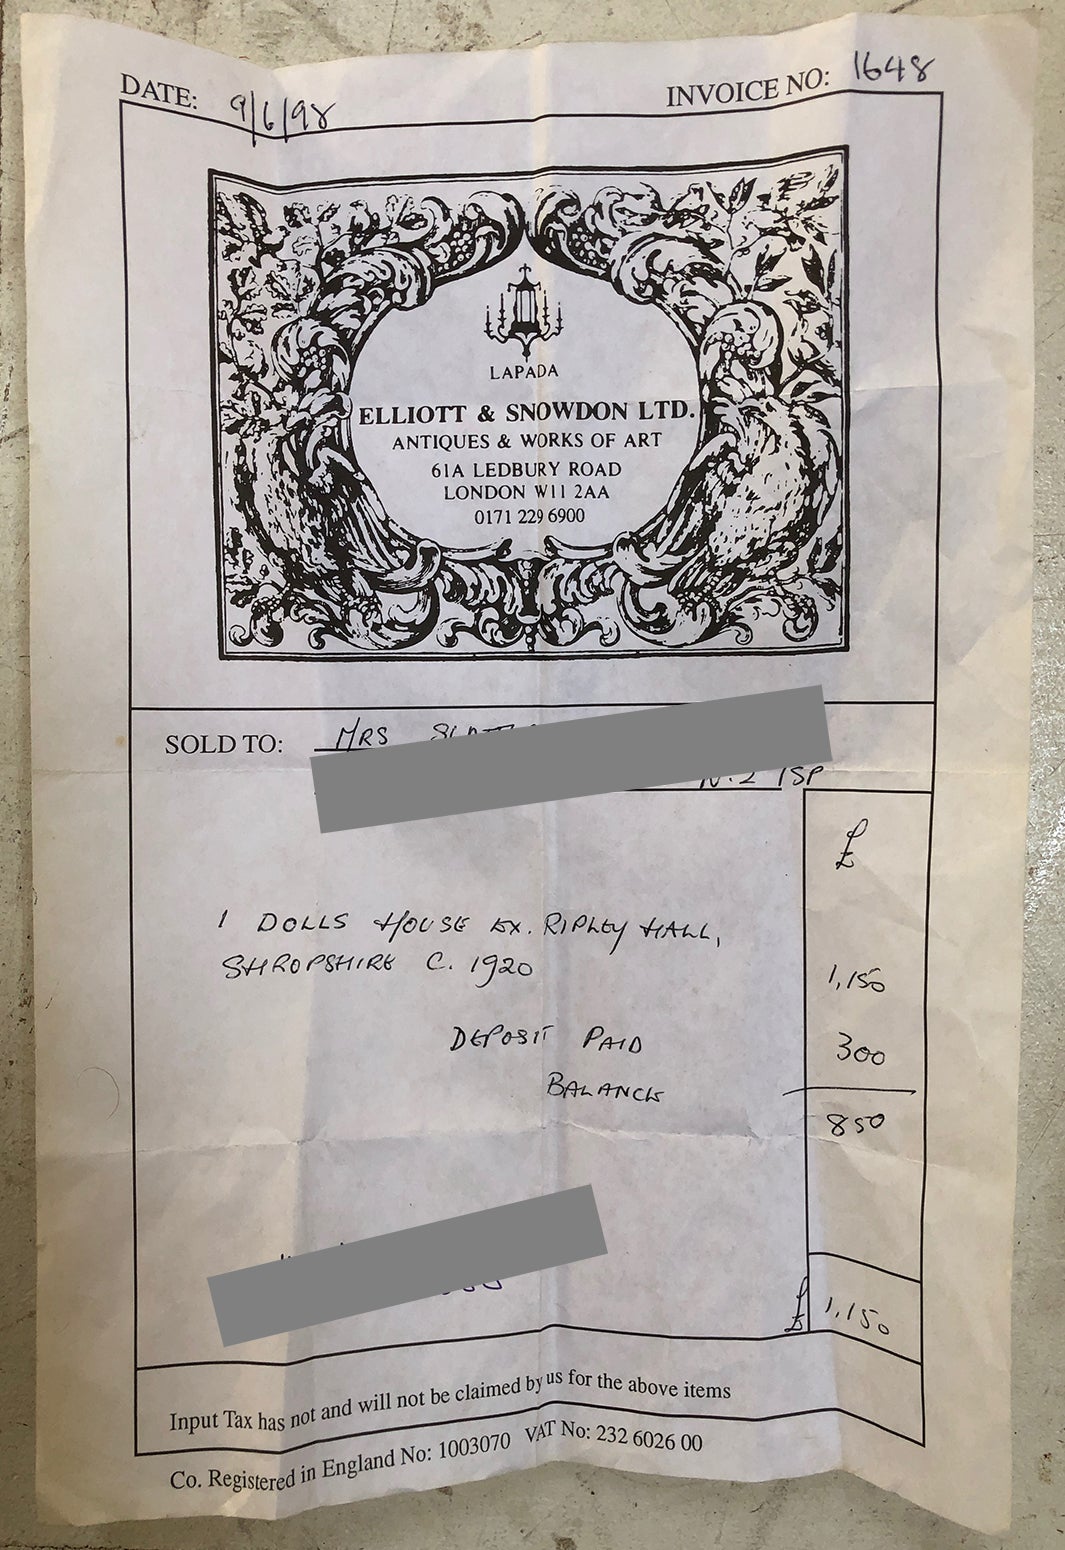 DATE: 9/6/98
INVOICE NO: 1648
LAPADA
ELLIOTT & SNOWDON LTD.
ANTIQUES & WORKS OF ART
61A LEDBURY ROAD
LONDON W11 2AA
0171 229 6900
SOLD TO: MRS
1SP
£
1 DOLLS HOUSE EX. RIPLEY HALL,
SHROPSHIRE C. 1920 1,150
DEPOSIT PAID 300
BALANCE
850
£ 1,150
Input Tax has not and will not be claimed by us for the above items
Co. Registered in England No: 1003070 VAT No: 232 6026 00